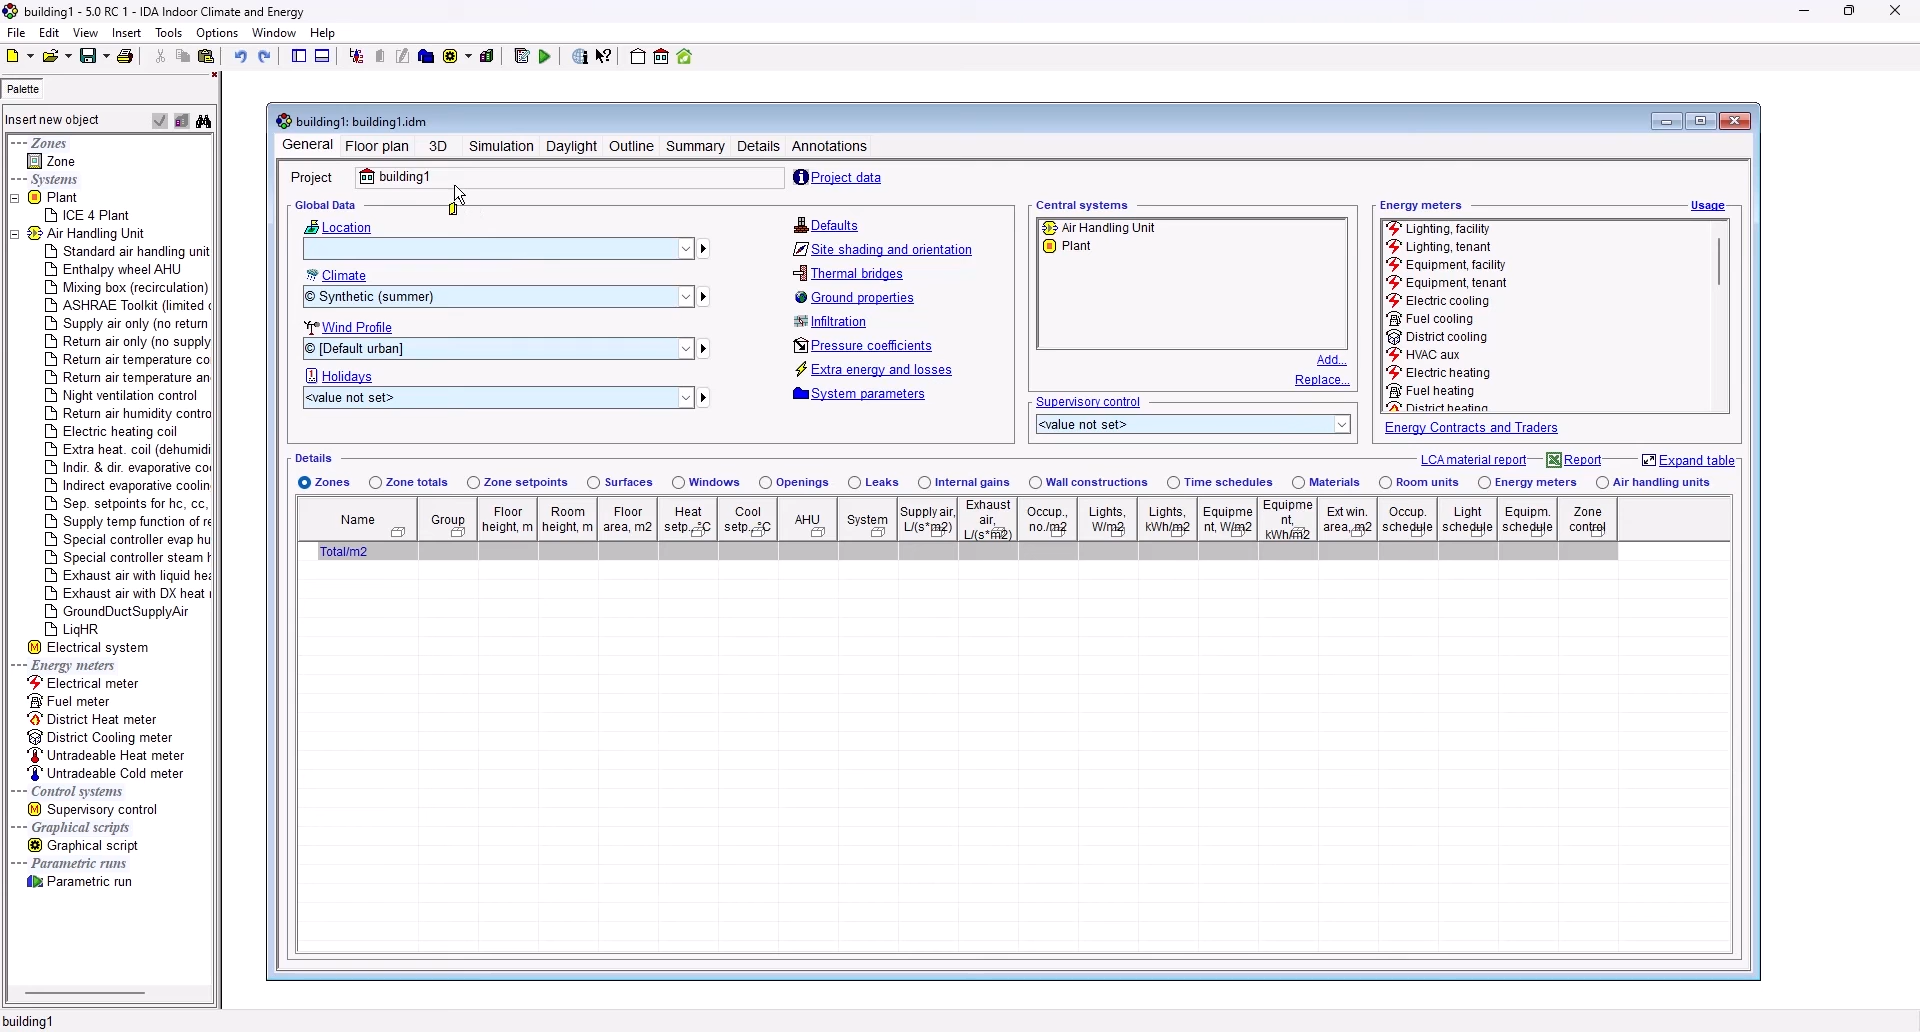 building1 - 5.0 RC 1 - IDA Indoor Climate and Energy
File Edit View Insert Tools Options Window Help
Palette
Insert new object
--- Zones
Zone
--- Systems
Plant
ICE 4 Plant
Air Handling Unit
Standard air handling unit
Enthalpy wheel AHU
Mixing box (recirculation)
ASHRAE Toolkit (limited
Supply air only (no return
Return air only (no supply
Return air temperature co
Return air temperature an
Night ventilation control
Return air humidity contro
Electric heating coil
Extra heat. coil (dehumidi
Indir. & dir. evaporative co
Indirect evaporative coolin
Sep. setpoints for hc, cc,
Supply temp function of re
Special controller evap hu
Special controller steam h
Exhaust air with liquid hea
Exhaust air with DX heat
GroundDuctSupplyAir
LiqHR
Electrical system
--- Energy meters
Electrical meter
Fuel meter
District Heat meter
District Cooling meter
Untradeable Heat meter
Untradeable Cold meter
--- Control systems
Supervisory control
--- Graphical scripts
Graphical script
--- Parametric runs
Parametric run
building1: building1.idm
General Floor plan 3D Simulation Daylight Outline Summary Details Annotations
Project building1 Project data
Global Data
Location
Climate
© Synthetic (summer)
Wind Profile
© [Default urban]
Holidays
<value not set>
Defaults
Site shading and orientation
Thermal bridges
Ground properties
Infiltration
Pressure coefficients
Extra energy and losses
System parameters
Central systems
Air Handling Unit
Plant
Add...
Replace...
Supervisory control
<value not set>
Energy meters Usage
Lighting, facility
Lighting, tenant
Equipment, facility
Equipment, tenant
Electric cooling
Fuel cooling
District cooling
HVAC aux
Electric heating
Fuel heating
District heating
Energy Contracts and Traders
Details LCA material report Report Expand table
Zones Zone totals Zone setpoints Surfaces Windows Openings Leaks Internal gains Wall constructions Time schedules Materials Room units Energy meters Air handling units
Name Group Floor height, m Room height, m Floor area, m2 Heat setp., °C Cool setp., °C AHU System Supply air, L/(s*m2) Exhaust air, L/(s*m2) Occup., no./m2 Lights, W/m2 Lights, kWh/m2 Equipme nt, W/m2 Equipme nt, kWh/m2 Ext win. area, m2 Occup. schedule Light schedule Equipm. schedule Zone control
Total/m2
building1